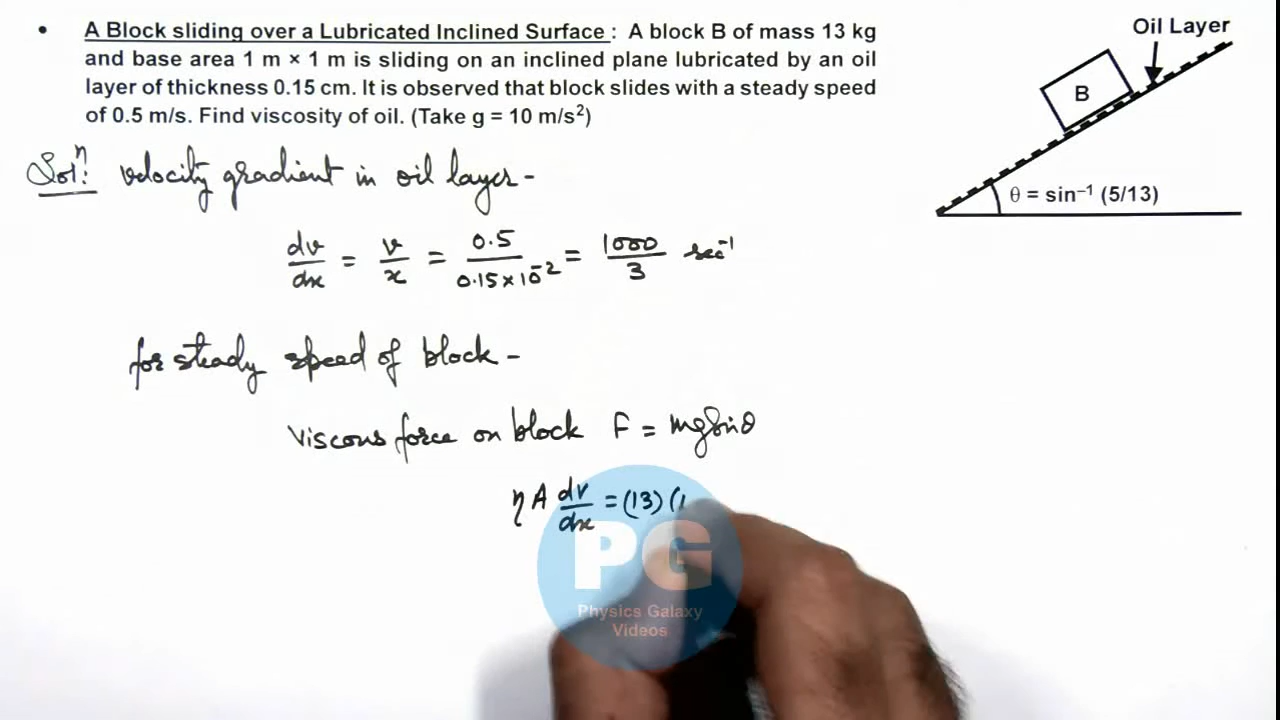 • A Block sliding over a Lubricated Inclined Surface : A block B of mass 13 kg
and base area 1 m × 1 m is sliding on an inclined plane lubricated by an oil
layer of thickness 0.15 cm. It is observed that block slides with a steady speed
of 0.5 m/s. Find viscosity of oil. (Take g = 10 m/s²)
Oil Layer
B
θ = sin⁻¹ (5/13)
Solⁿ: velocity gradient in oil layer -
dv/dx = v/x = 0.5/0.15×10⁻² = 1000/3 sec⁻¹
for steady speed of block -
Viscous force on block F = mg sinθ
η A dv/dx = (13) (1
PG
Physics Galaxy
Videos